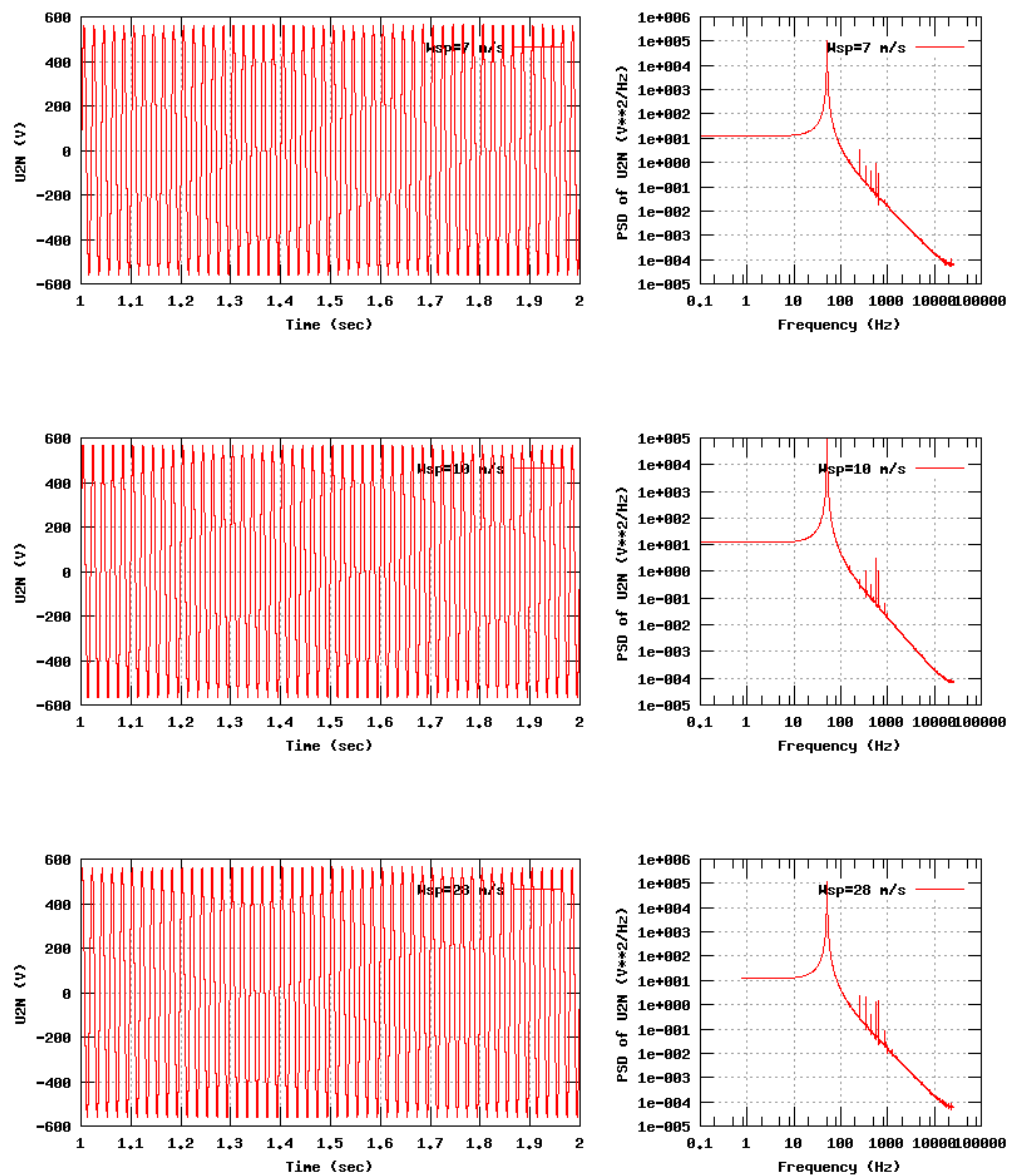 600
400
200
0
-200
-400
-600
U2N (V)
Wsp=7 m/s
1 1.1 1.2 1.3 1.4 1.5 1.6 1.7 1.8 1.9 2
Time (sec)
1e+006
1e+005
1e+004
1e+003
1e+002
1e+001
1e+000
1e-001
1e-002
1e-003
1e-004
1e-005
PSD of U2N (V**2/Hz)
Wsp=7 m/s
0.1 1 10 100 1000 10000 100000
Frequency (Hz)
600
400
200
0
-200
-400
-600
U2N (V)
Wsp=10 m/s
1 1.1 1.2 1.3 1.4 1.5 1.6 1.7 1.8 1.9 2
Time (sec)
1e+005
1e+004
1e+003
1e+002
1e+001
1e+000
1e-001
1e-002
1e-003
1e-004
1e-005
PSD of U2N (V**2/Hz)
Wsp=10 m/s
0.1 1 10 100 1000 10000 100000
Frequency (Hz)
600
400
200
0
-200
-400
-600
U2N (V)
Wsp=28 m/s
1 1.1 1.2 1.3 1.4 1.5 1.6 1.7 1.8 1.9 2
Time (sec)
1e+006
1e+005
1e+004
1e+003
1e+002
1e+001
1e+000
1e-001
1e-002
1e-003
1e-004
1e-005
PSD of U2N (V**2/Hz)
Wsp=28 m/s
0.1 1 10 100 1000 10000 100000
Frequency (Hz)